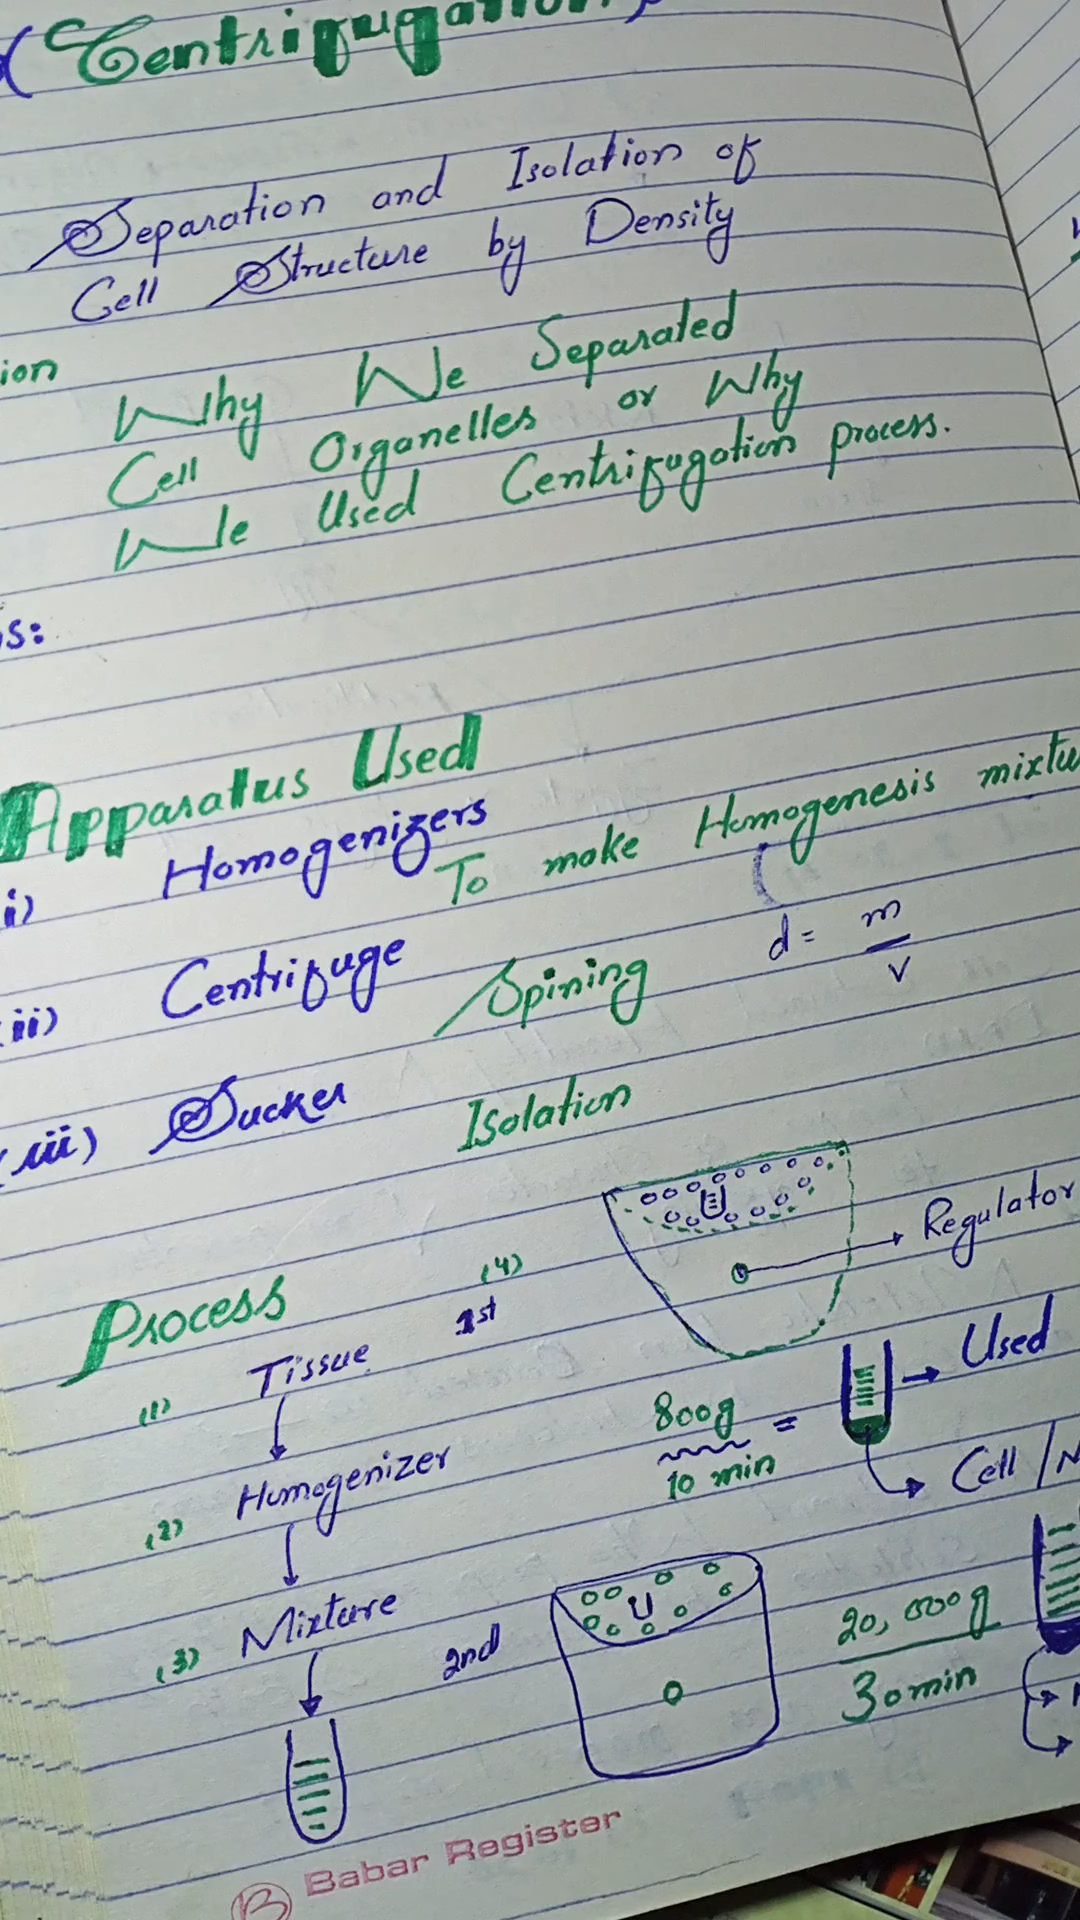 (Centrifugation)
Separation and Isolation of
Cell Structure by Density
ion
Why We Separated
Cell Organelles or Why
We Used Centrifugation process.
s:
Apparatus Used
i) Homogenizers
To make Homogenesis mixtu
d = m
v
(ii) Centrifuge Spining
(iii) Sucker Isolation
Process
(4)
1st
Regulator
(1) Tissue
Used
800g =
10 min
Cell / N
(2) Homogenizer
(3) Mixture
2nd
20,000g
30min
B Babar Register